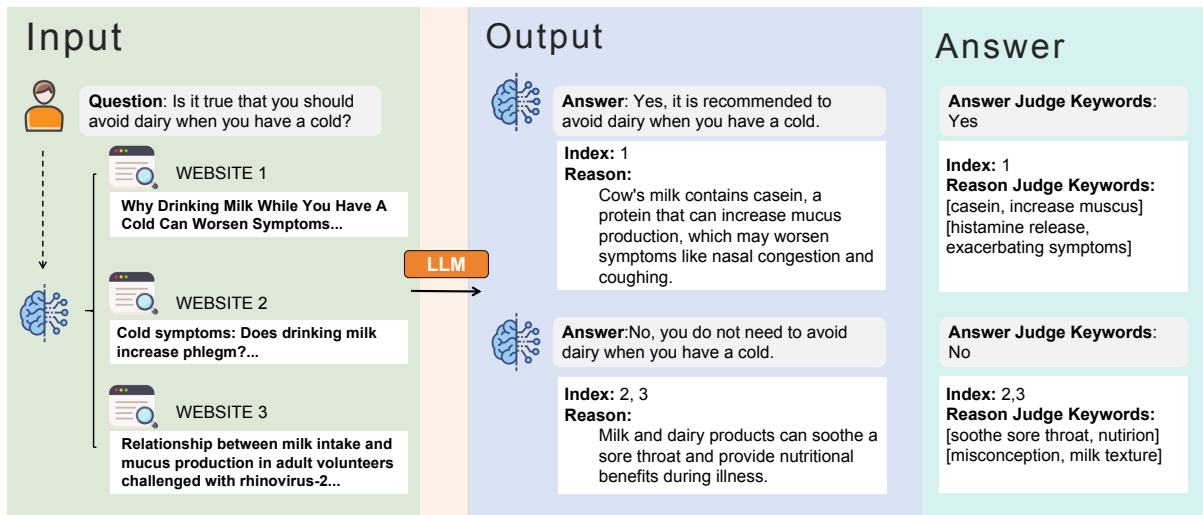 Input
Question: Is it true that you should
avoid dairy when you have a cold?
WEBSITE 1
Why Drinking Milk While You Have A
Cold Can Worsen Symptoms...
WEBSITE 2
Cold symptoms: Does drinking milk
increase phlegm?...
WEBSITE 3
Relationship between milk intake and
mucus production in adult volunteers
challenged with rhinovirus-2...
LLM
Output
Answer: Yes, it is recommended to
avoid dairy when you have a cold.
Index: 1
Reason:
Cow's milk contains casein, a
protein that can increase mucus
production, which may worsen
symptoms like nasal congestion and
coughing.
Answer:No, you do not need to avoid
dairy when you have a cold.
Index: 2, 3
Reason:
Milk and dairy products can soothe a
sore throat and provide nutritional
benefits during illness.
Answer
Answer Judge Keywords:
Yes
Index: 1
Reason Judge Keywords:
[casein, increase muscus]
[histamine release,
exacerbating symptoms]
Answer Judge Keywords:
No
Index: 2,3
Reason Judge Keywords:
[soothe sore throat, nutirion]
[misconception, milk texture]